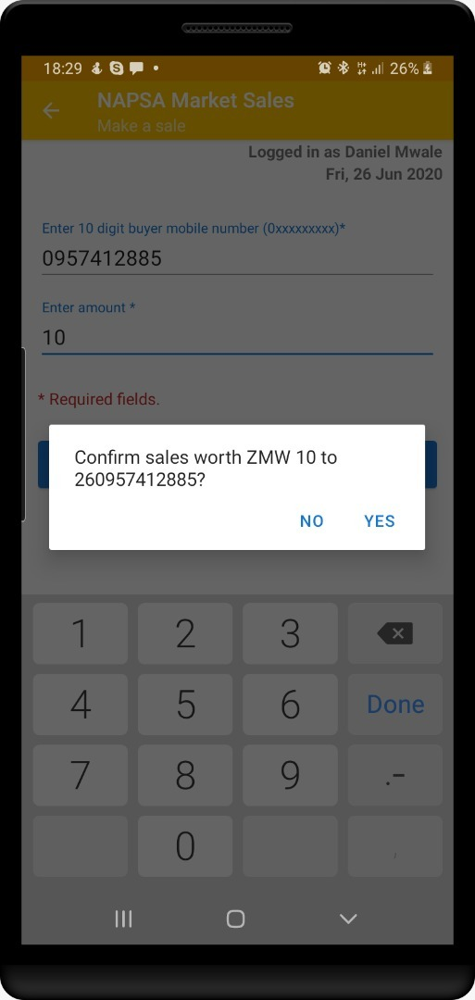 18:29
26%
NAPSA Market Sales
Make a sale
Logged in as Daniel Mwale
Fri, 26 Jun 2020
Enter 10 digit buyer mobile number (0xxxxxxxxx)*
0957412885
Enter amount *
10
* Required fields.
Confirm sales worth ZMW 10 to
260957412885?
NO YES
1 2 3
4 5 6 Done
7 8 9 .-
0 ,